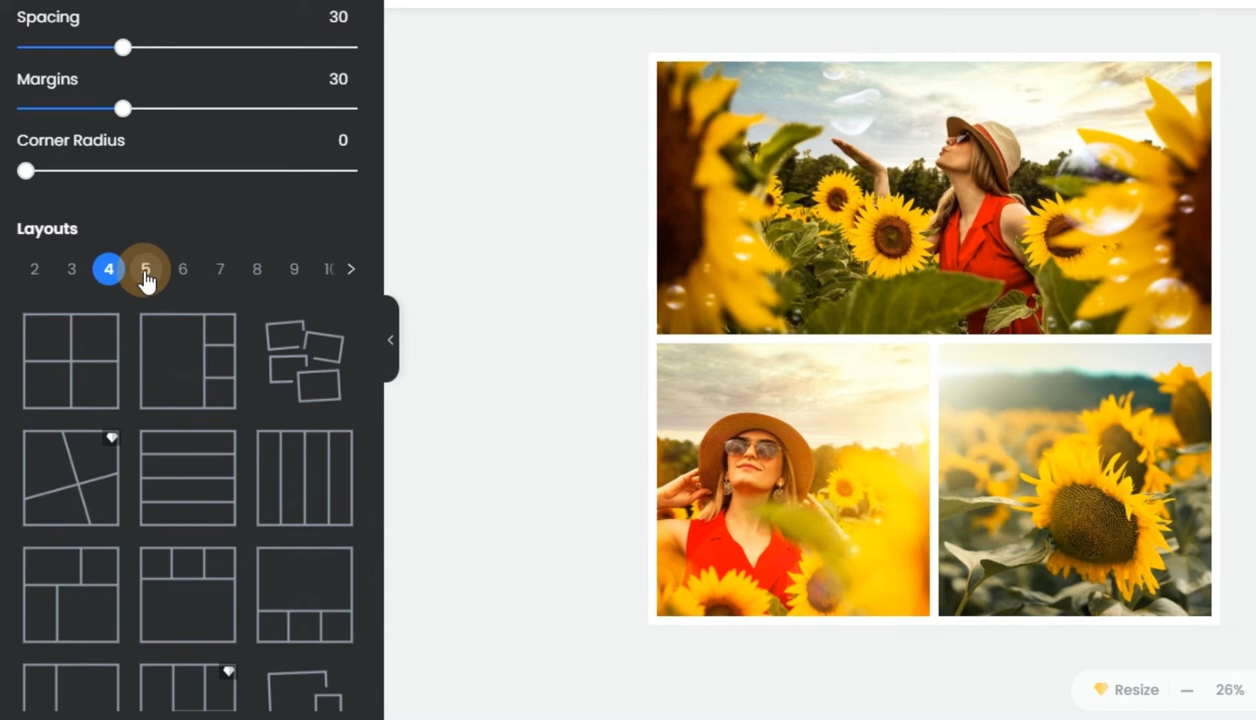 Spacing 30
Margins 30
Corner Radius 0
Layouts
2 3 4 5 6 7 8 9
Resize — 26%